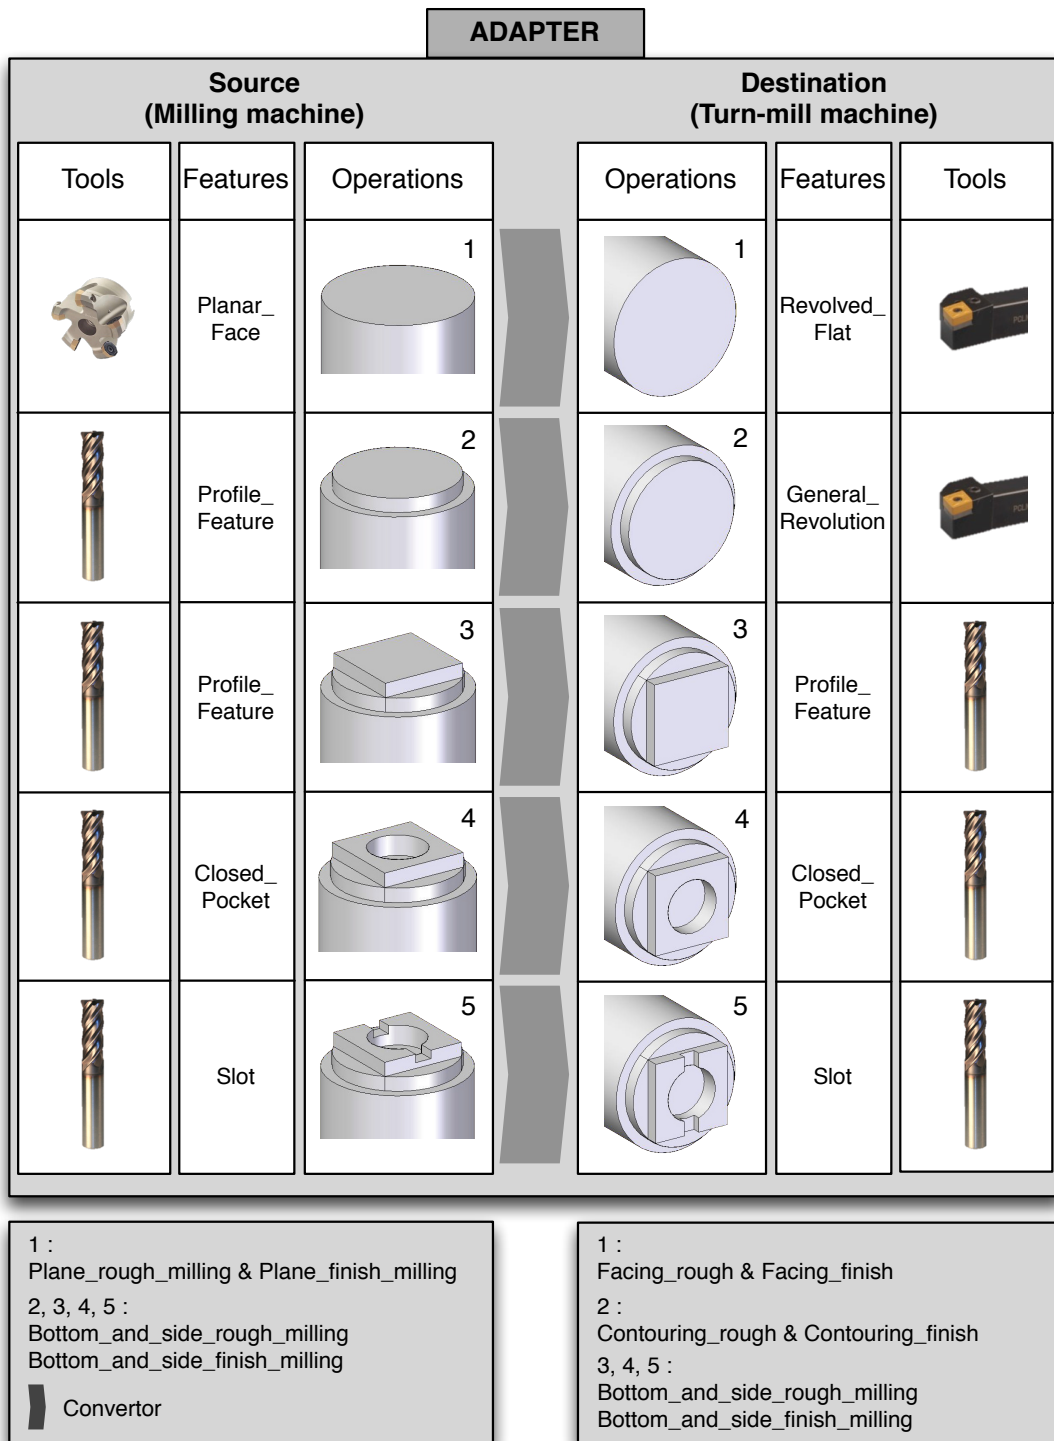 ADAPTER
Source
(Milling machine)
Destination
(Turn-mill machine)
Tools
Features
Operations
Operations
Features
Tools
Planar_
Face
1
1
Revolved_
Flat
Profile_
Feature
2
2
General_
Revolution
Profile_
Feature
3
3
Profile_
Feature
Closed_
Pocket
4
4
Closed_
Pocket
Slot
5
5
Slot
1 :
Plane_rough_milling & Plane_finish_milling
2, 3, 4, 5 :
Bottom_and_side_rough_milling
Bottom_and_side_finish_milling
Convertor
1 :
Facing_rough & Facing_finish
2 :
Contouring_rough & Contouring_finish
3, 4, 5 :
Bottom_and_side_rough_milling
Bottom_and_side_finish_milling